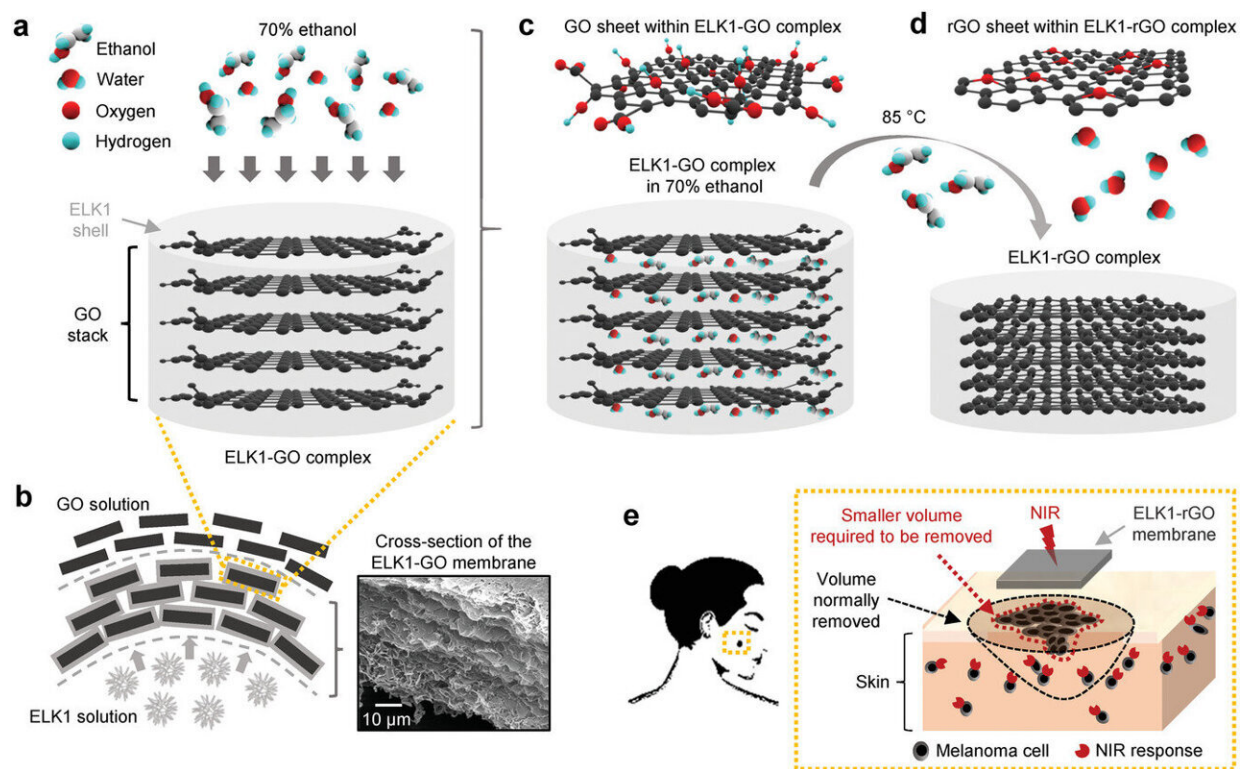 a
Ethanol
Water
Oxygen
Hydrogen
70% ethanol
ELK1
shell
GO
stack
ELK1-GO complex
b
GO solution
ELK1 solution
Cross-section of the
ELK1-GO membrane
10 µm
c
GO sheet within ELK1-GO complex
ELK1-GO complex
in 70% ethanol
85 °C
d
rGO sheet within ELK1-rGO complex
ELK1-rGO complex
e
Smaller volume
required to be removed
NIR
ELK1-rGO
membrane
Volume
normally
removed
Skin
Melanoma cell
NIR response